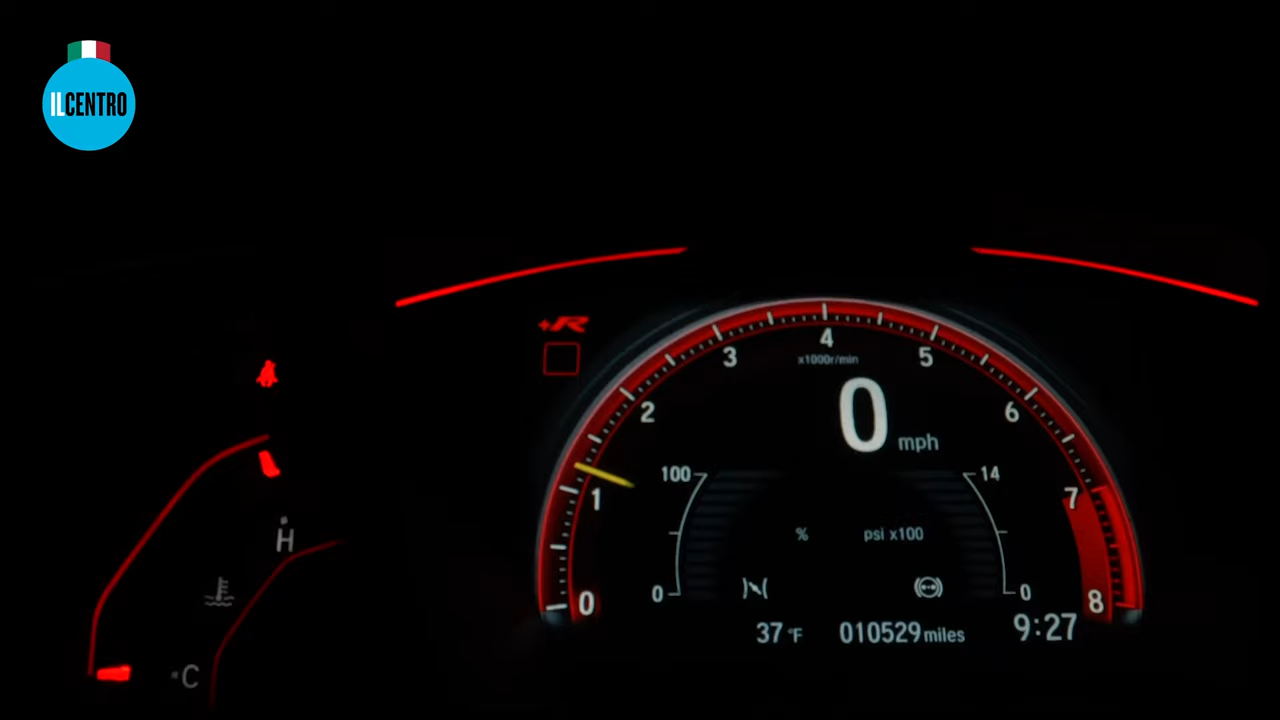 ILCENTRO
+R
4
3
5
x1000r/min
2
6
0
mph
100
14
1
7
H
%
psi x100
0
0
0
8
37 °F
010529 miles
9:27
C